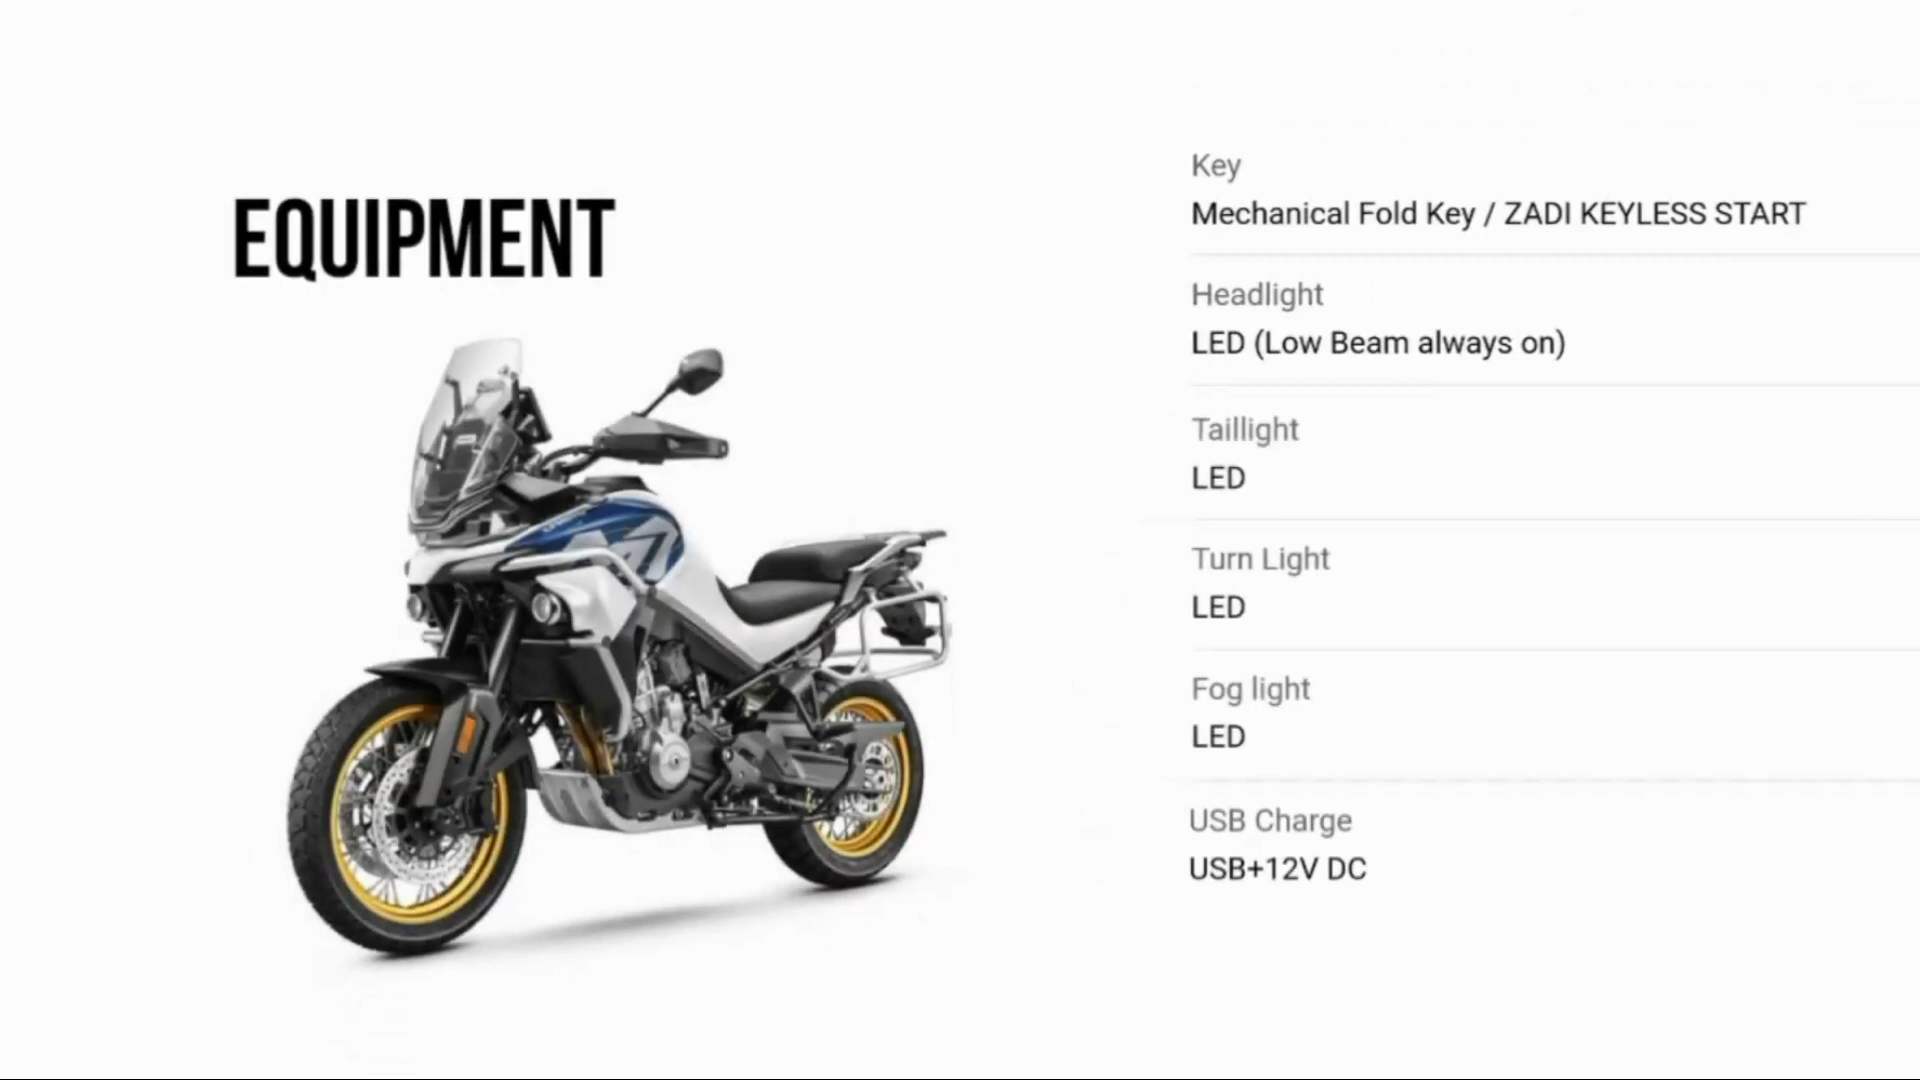 EQUIPMENT
Key
Mechanical Fold Key / ZADI KEYLESS START
Headlight
LED (Low Beam always on)
Taillight
LED
Turn Light
LED
Fog light
LED
USB Charge
USB+12V DC